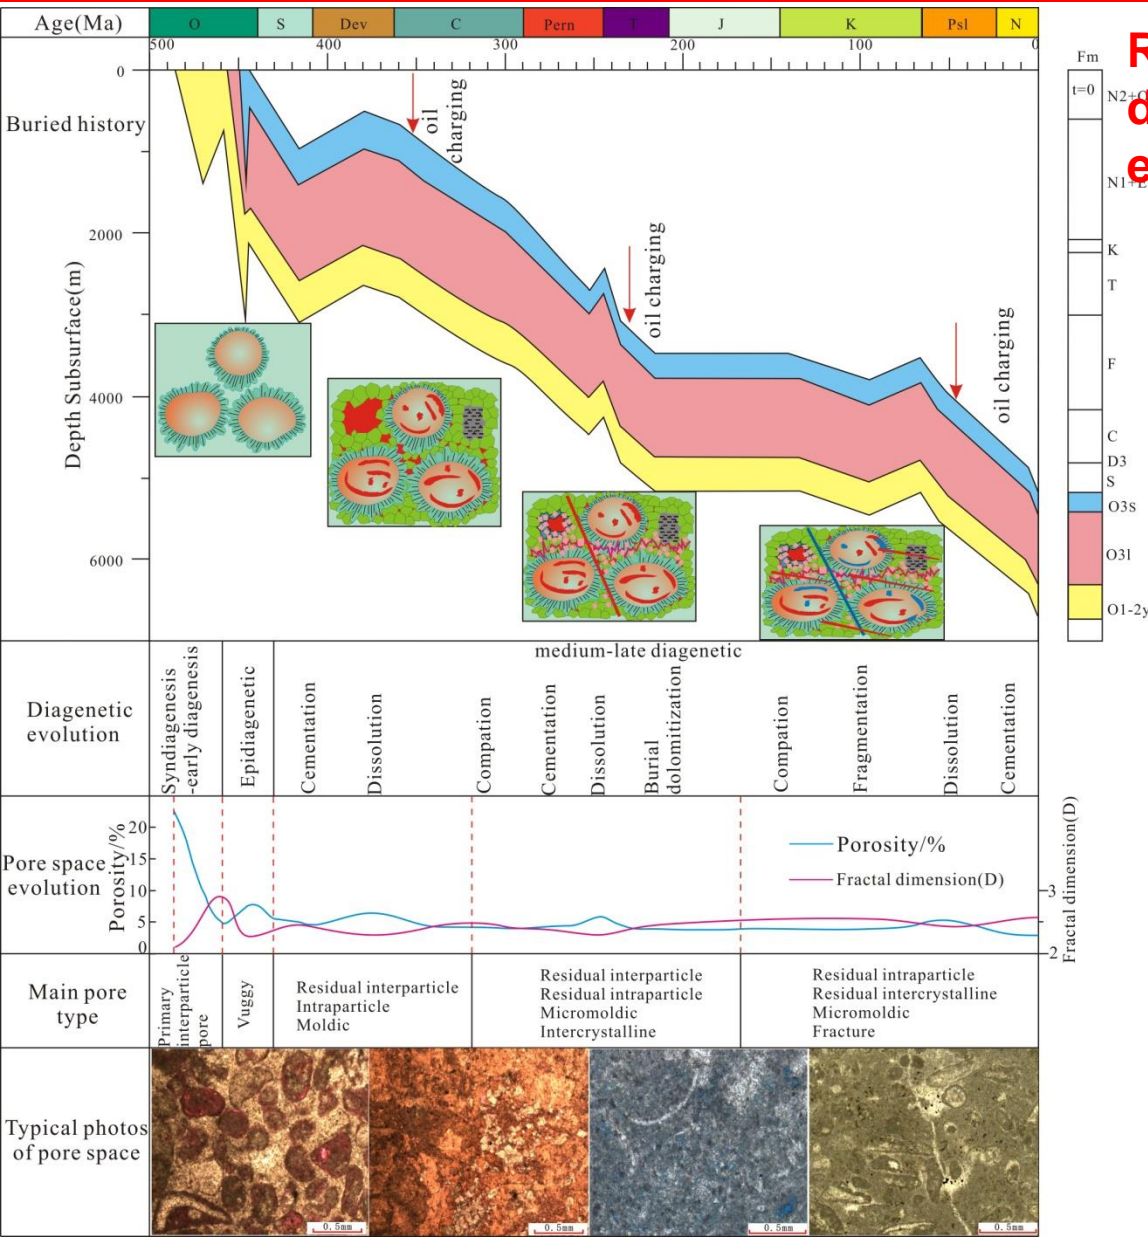 Age(Ma)
O S Dev C Pern T J K Psl N
500 400 300 200 100 0
Buried history
Depth Subsurface(m)
0
2000
4000
6000
oil charging
oil charging
oil charging
Fm
t=0
N2+Q
N1+E
K
T
F
C
D3
S
O3s
O3l
O1-2y
R
d
e
Diagenetic
evolution
medium-late diagenetic
Syndiagenesis
-early diagenesis
Epidiagenetic
Cementation
Dissolution
Compation
Cementation
Dissolution
Burial
dolomitization
Compation
Fragmentation
Dissolution
Cementation
Pore space
evolution
Porosity/%
20
15
10
5
0
Porosity/%
Fractal dimension(D)
3
2
Fractal dimension(D)
Main pore
type
Primary
interparticle
pore
Vuggy
Residual interparticle
Intraparticle
Moldic
Residual interparticle
Residual intraparticle
Micromoldic
Intercrystalline
Residual intraparticle
Residual intercrystalline
Micromoldic
Fracture
Typical photos
of pore space
0.5mm
0.5mm
0.5mm
0.5mm